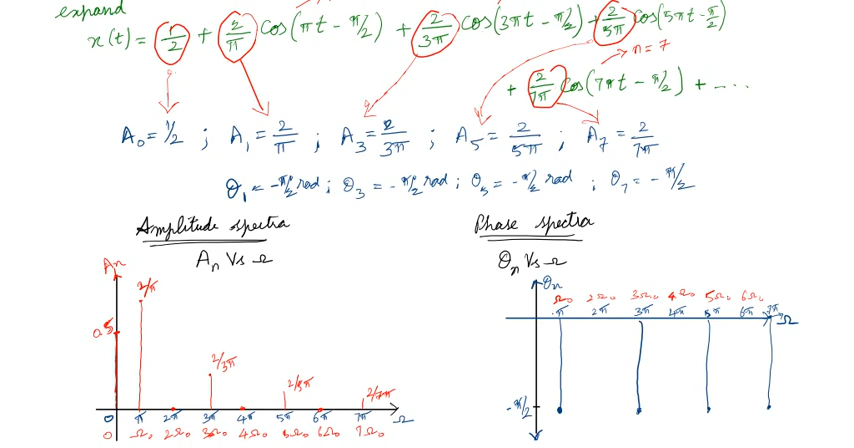 expand
x(t) = 1/2 + 2/π cos(πt - π/2) + 2/3π cos(3πt - π/2) + 2/5π cos(5πt - π/2)
→ n = 7
+ 2/7π cos(7πt - π/2) + - ...
A₀ = 1/2 ; A₁ = 2/π ; A₃ = 2/3π ; A₅ = 2/5π ; A₇ = 2/7π
θ₁ = -π/2 rad ; θ₃ = -π/2 rad ; θ₅ = -π/2 rad ; θ₇ = -π/2
Amplitude spectra
An Vs Ω
An
2/π
0.5
2/3π
2/5π
2/7π
0 π 2π 3π 4π 5π 6π 7π Ω
0 Ω₀ 2Ω₀ 3Ω₀ 4Ω₀ 5Ω₀ 6Ω₀ 7Ω₀
Phase spectra
θn Vs Ω
θn
Ω₀ 2Ω₀ 3Ω₀ 4Ω₀ 5Ω₀ 6Ω₀
π 2π 3π 4π 5π 6π 7π Ω
-π/2